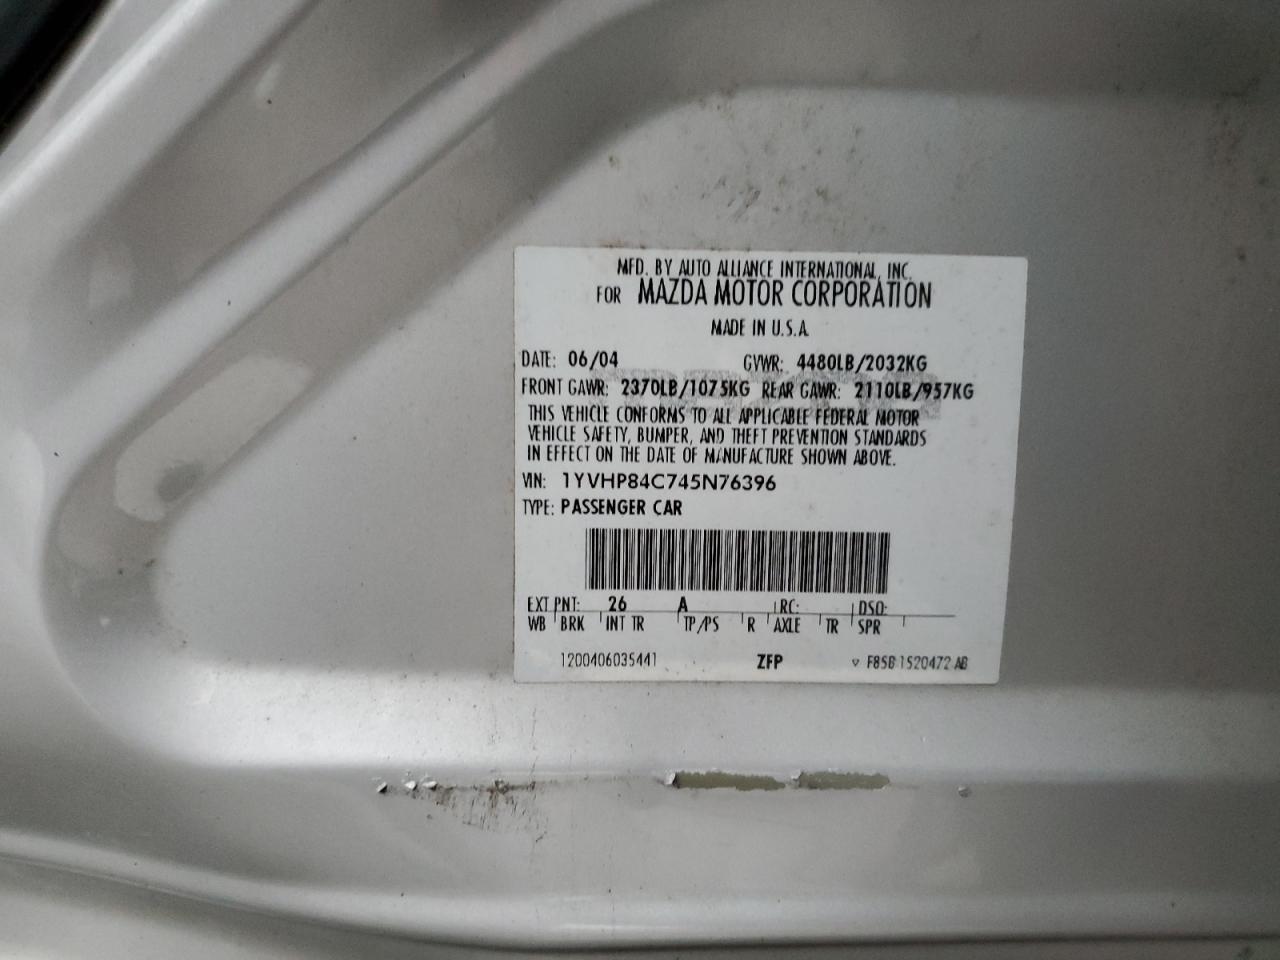 MFD. BY AUTO ALLIANCE INTERNATIONAL, INC.
FOR MAZDA MOTOR CORPORATION
MADE IN U.S.A.
DATE: 06/04 GVWR: 4480LB/2032KG
FRONT GAWR: 2370LB/1075KG REAR GAWR: 2110LB/957KG
THIS VEHICLE CONFORMS TO ALL APPLICABLE FEDERAL MOTOR
VEHICLE SAFETY, BUMPER, AND THEFT PREVENTION STANDARDS
IN EFFECT ON THE DATE OF MANUFACTURE SHOWN ABOVE.
VIN: 1YVHP84C745N76396
TYPE: PASSENGER CAR
EXT PNT: 26 A RC: DSO:
WB BRK INT TR TP/PS R AXLE TR SPR
1200406035441 ZFP ▽ F85B 1520472 AB